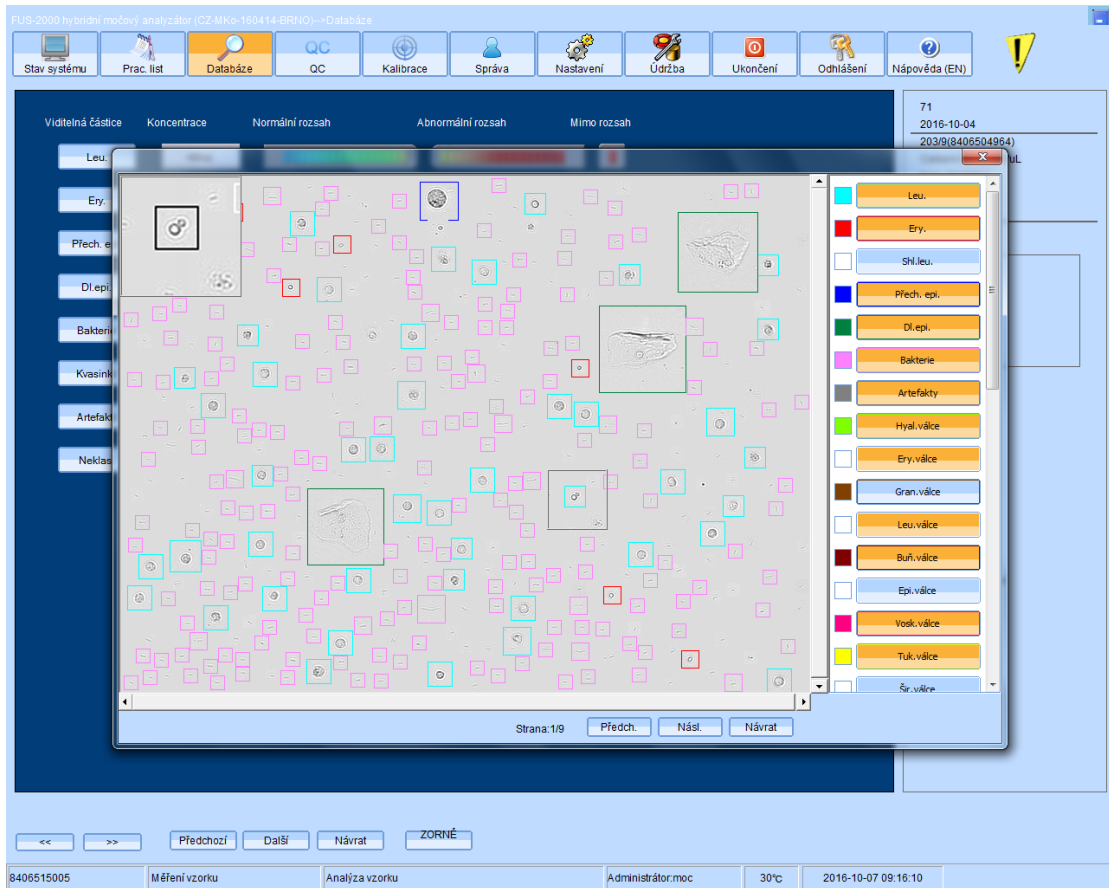 FUS-2000 hybridní močový analyzátor (CZ-MKo-160414-BRNO)-->Databáze
Stav systému Prac. list Databáze QC QC Kalibrace Správa Nastavení Údržba Ukončení Odhlášení Nápověda (EN)
Viditelná částice Koncentrace Normální rozsah Abnormální rozsah Mimo rozsah
71
2016-10-04
203/9(8406504964)
Leu.
Ery.
Přech. e
Dl.epi.
Bakterie
Kvasink
Artefakt
Neklas
Leu.
Ery.
Shl.leu.
Přech. epi.
Dl.epi.
Bakterie
Artefakty
Hyal.válce
Ery.válce
Gran.válce
Leu.válce
Buň.válce
Epi.válce
Vosk.válce
Tuk.válce
Šir.válce
Strana:1/9 Předch. Násl. Návrat
<< >> Předchozí Další Návrat ZORNÉ
8406515005 Měření vzorku Analýza vzorku Administrátor:moc 30℃ 2016-10-07 09:16:10